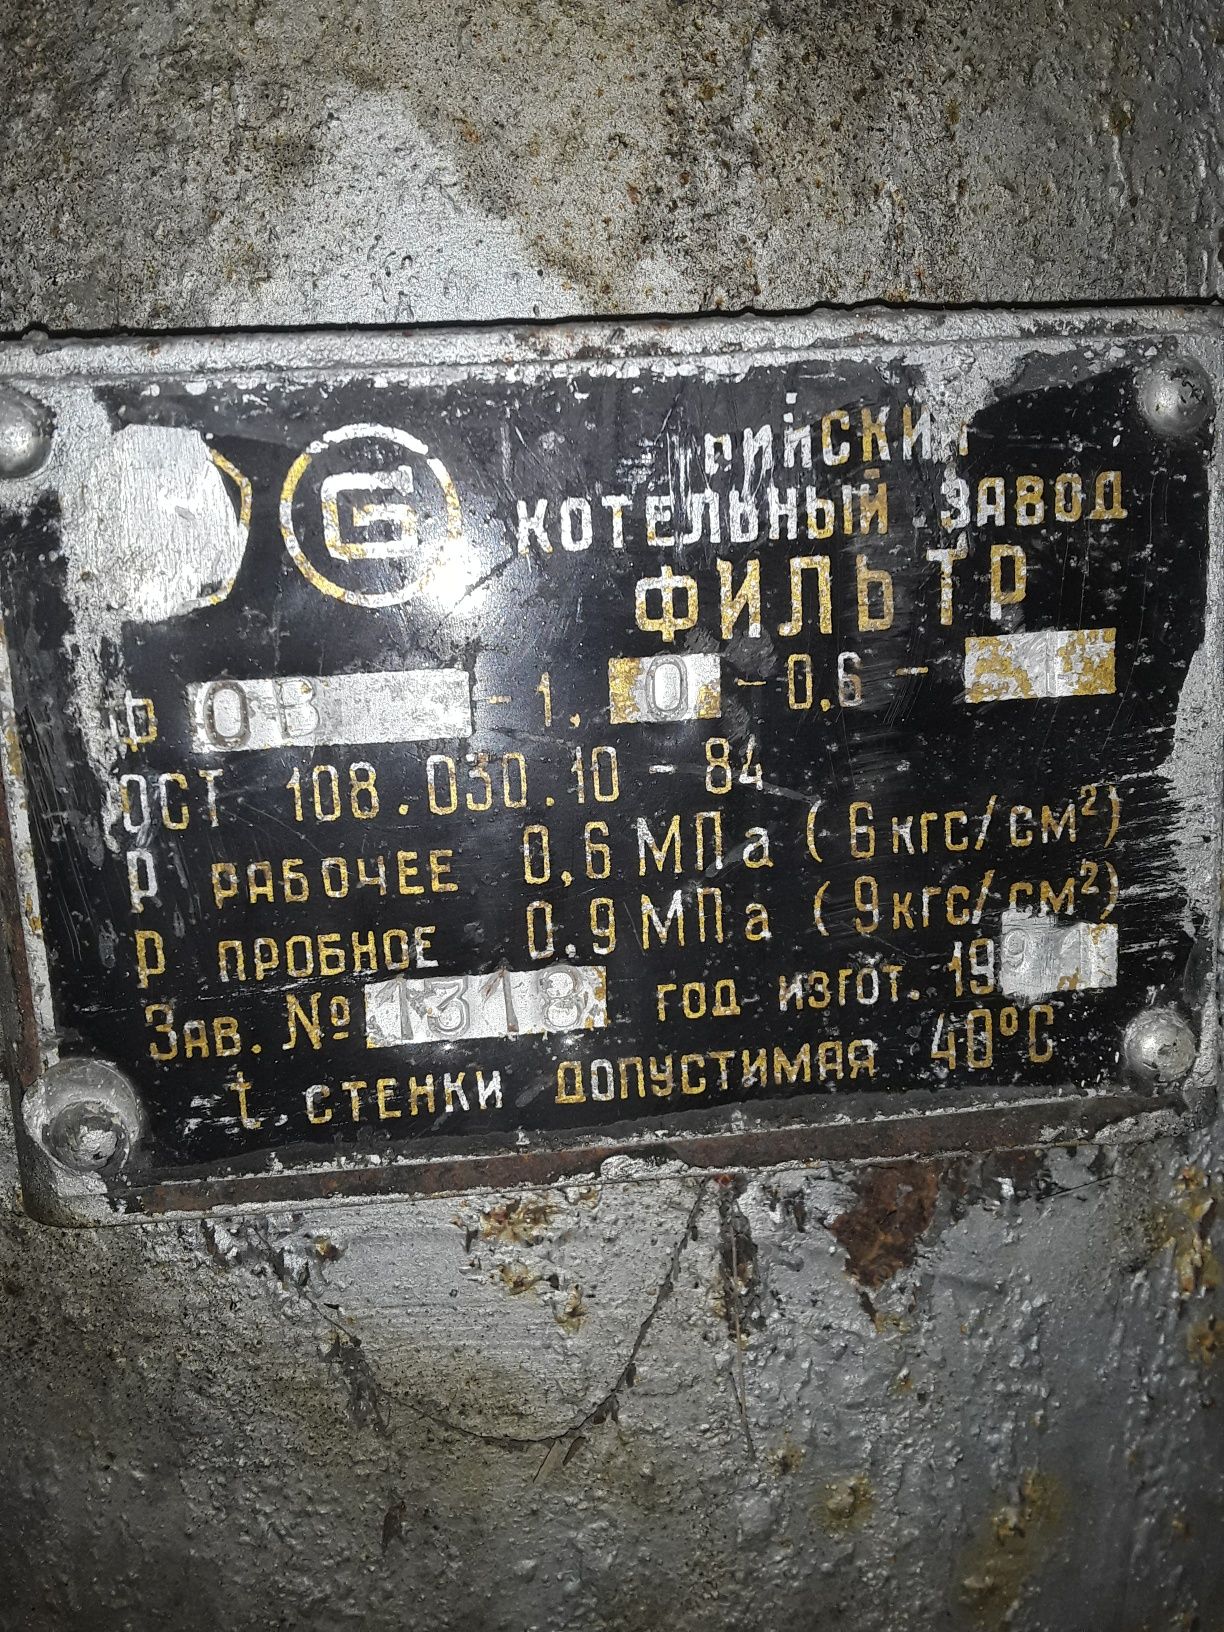 КОТЕЛЬНЫЙ ЗАВОД
ФИЛЬТР
Ф ОВ - 1,0 - 0,6 -
ОСТ 108.030.10 - 84
Р РАБОЧЕЕ 0,6 МПа (6 кгс/см²)
Р ПРОБНОЕ 0.9 МПа (9 кгс/см²)
Зав. № 1318 год изгот. 199
t СТЕНКИ ДОПУСТИМАЯ 40°С